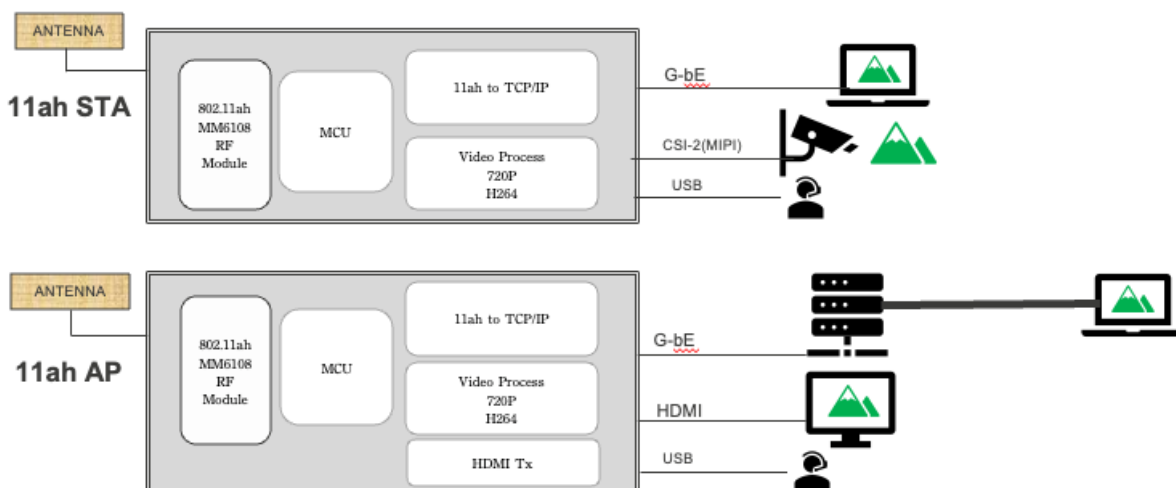 ANTENNA
11ah STA
802.11ah
MM6108
RF
Module
MCU
11ah to TCP/IP
Video Process
720P
H264
G-bE
CSI-2(MIPI)
USB
ANTENNA
11ah AP
802.11ah
MM6108
RF
Module
MCU
11ah to TCP/IP
Video Process
720P
H264
HDMI Tx
G-bE
HDMI
USB